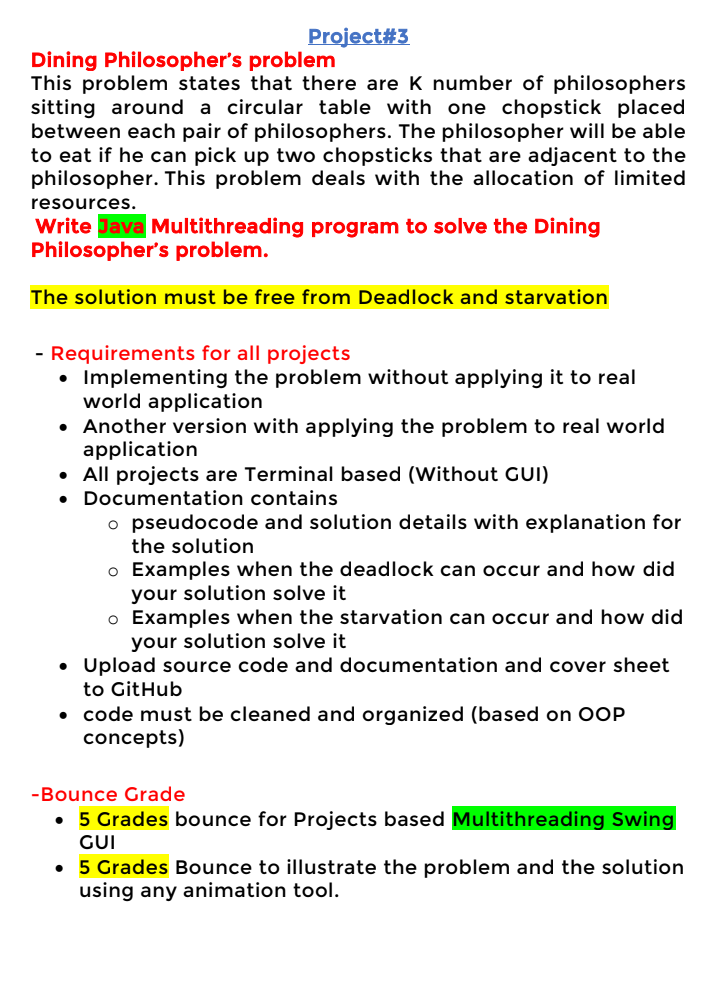 Project#3
Dining Philosopher’s problem
This problem states that there are K number of philosophers
sitting around a circular table with one chopstick placed
between each pair of philosophers. The philosopher will be able
to eat if he can pick up two chopsticks that are adjacent to the
philosopher. This problem deals with the allocation of limited
resources.
Write Java Multithreading program to solve the Dining
Philosopher’s problem.
The solution must be free from Deadlock and starvation
- Requirements for all projects
• Implementing the problem without applying it to real
world application
• Another version with applying the problem to real world
application
• All projects are Terminal based (Without GUI)
• Documentation contains
o pseudocode and solution details with explanation for
the solution
o Examples when the deadlock can occur and how did
your solution solve it
o Examples when the starvation can occur and how did
your solution solve it
• Upload source code and documentation and cover sheet
to GitHub
• code must be cleaned and organized (based on OOP
concepts)
-Bounce Grade
• 5 Grades bounce for Projects based Multithreading Swing
GUI
• 5 Grades Bounce to illustrate the problem and the solution
using any animation tool.